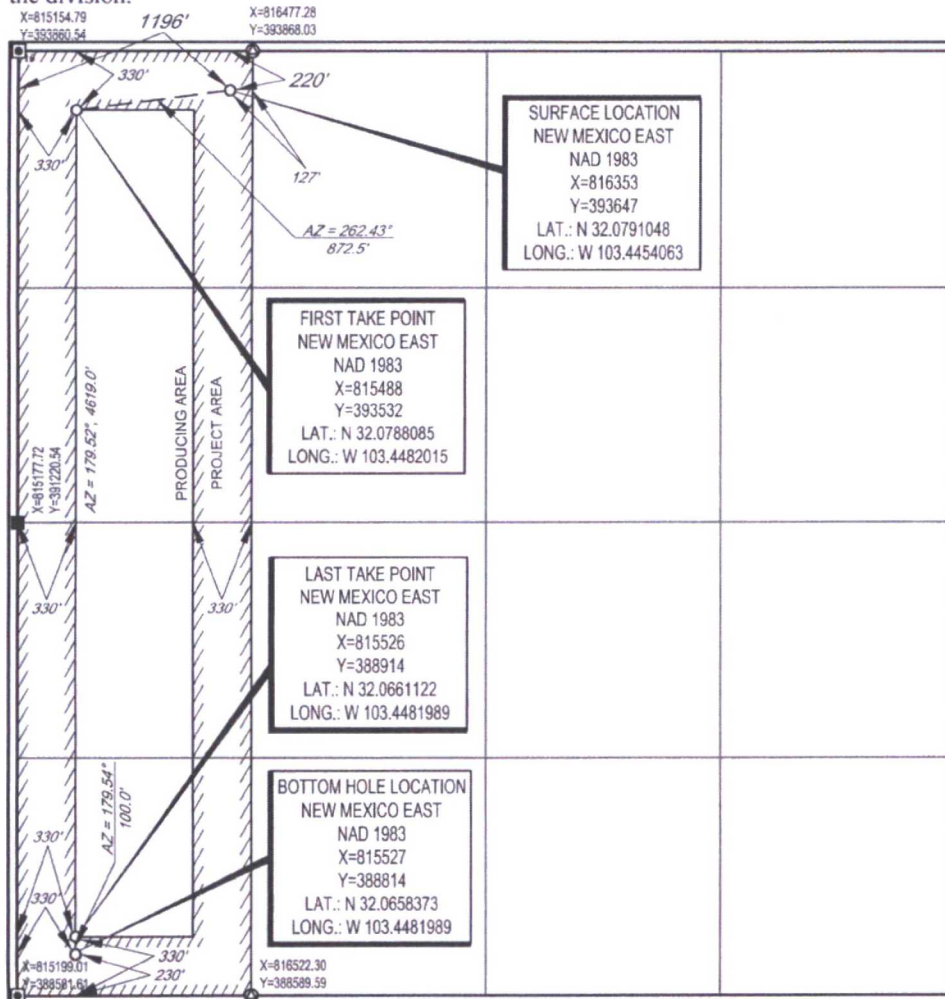 the division.
X=815154.79
Y=393860.54
1196'
X=816477.28
Y=393868.03
330'
220'
330'
127'
AZ = 262.43°
872.5'
SURFACE LOCATION
NEW MEXICO EAST
NAD 1983
X=816353
Y=393647
LAT.: N 32.0791048
LONG.: W 103.4454063
FIRST TAKE POINT
NEW MEXICO EAST
NAD 1983
X=815488
Y=393532
LAT.: N 32.0788085
LONG.: W 103.4482015
X=815177.72
Y=391220.54
AZ = 179.52°, 4619.0'
PRODUCING AREA
PROJECT AREA
330'
330'
LAST TAKE POINT
NEW MEXICO EAST
NAD 1983
X=815526
Y=388914
LAT.: N 32.0661122
LONG.: W 103.4481989
AZ = 179.54°
100.0'
BOTTOM HOLE LOCATION
NEW MEXICO EAST
NAD 1983
X=815527
Y=388814
LAT.: N 32.0658373
LONG.: W 103.4481989
330'
330'
330'
230'
X=815199.01
Y=388581.61
X=816522.30
Y=388589.59